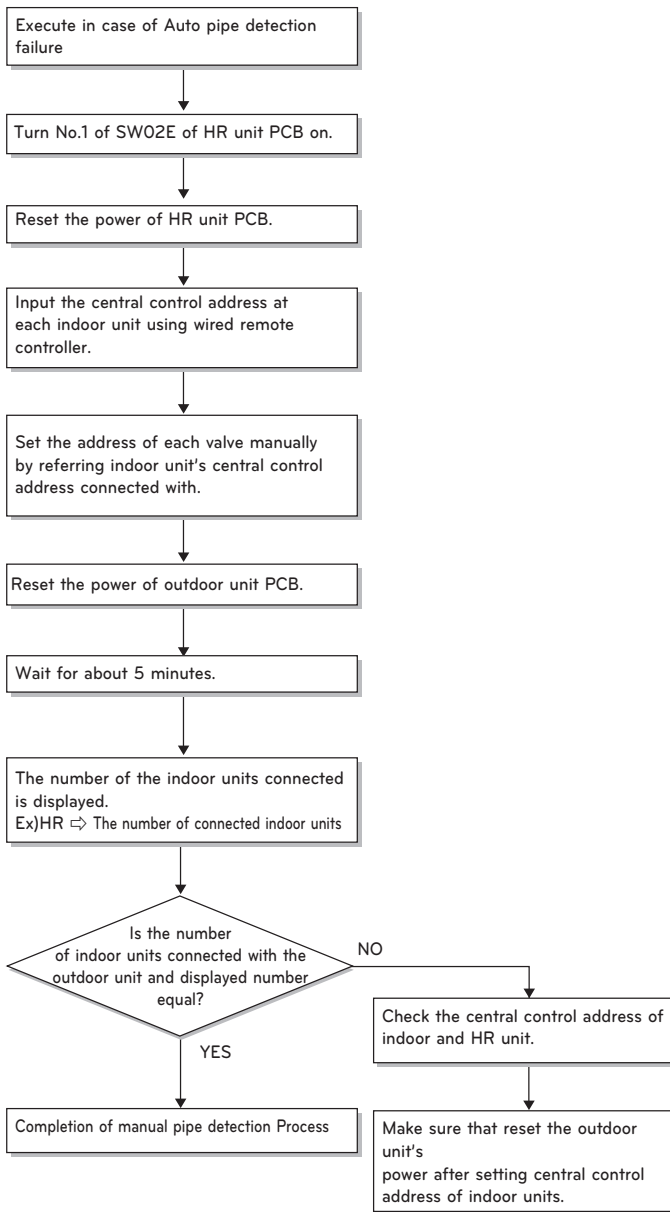 Execute in case of Auto pipe detection
failure
Turn No.1 of SW02E of HR unit PCB on.
Reset the power of HR unit PCB.
Input the central control address at
each indoor unit using wired remote
controller.
Set the address of each valve manually
by referring indoor unit's central control
address connected with.
Reset the power of outdoor unit PCB.
Wait for about 5 minutes.
The number of the indoor units connected
is displayed.
Ex)HR ⇨ The number of connected indoor units
Is the number
of indoor units connected with the
outdoor unit and displayed number
equal?
NO
YES
Check the central control address of
indoor and HR unit.
Completion of manual pipe detection Process
Make sure that reset the outdoor
unit's
power after setting central control
address of indoor units.